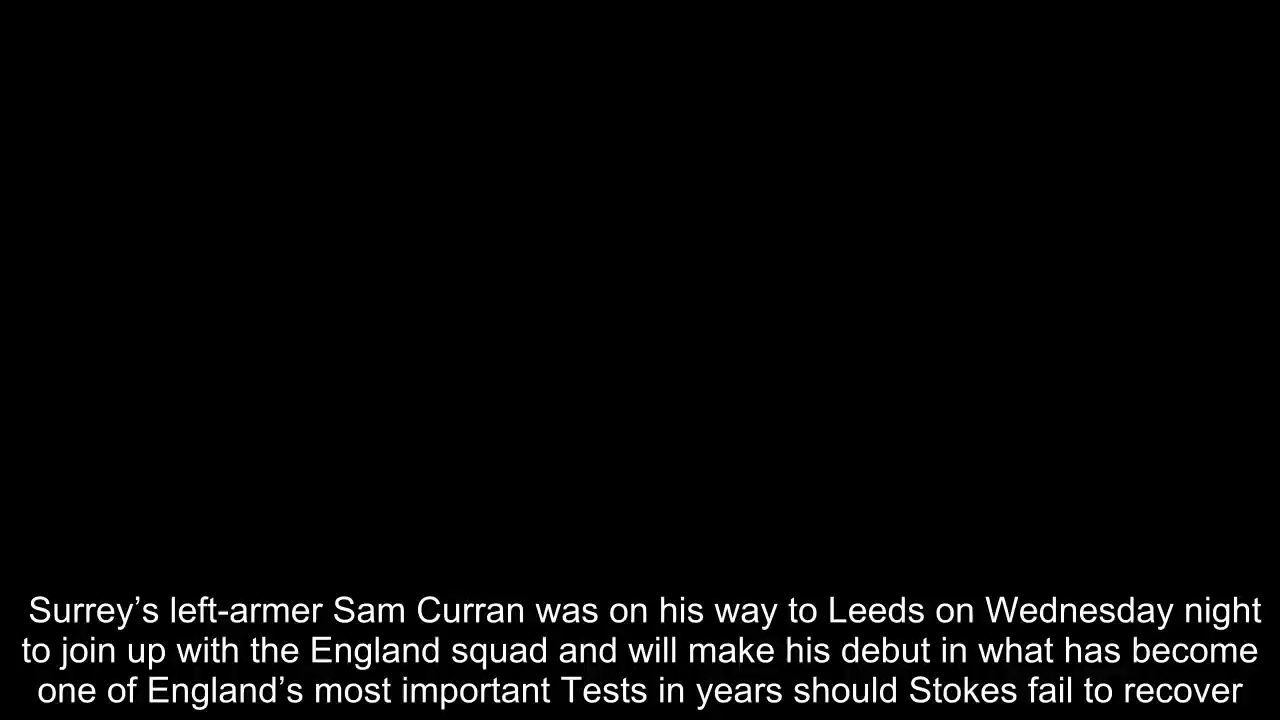 Surrey’s left-armer Sam Curran was on his way to Leeds on Wednesday night
to join up with the England squad and will make his debut in what has become
one of England’s most important Tests in years should Stokes fail to recover